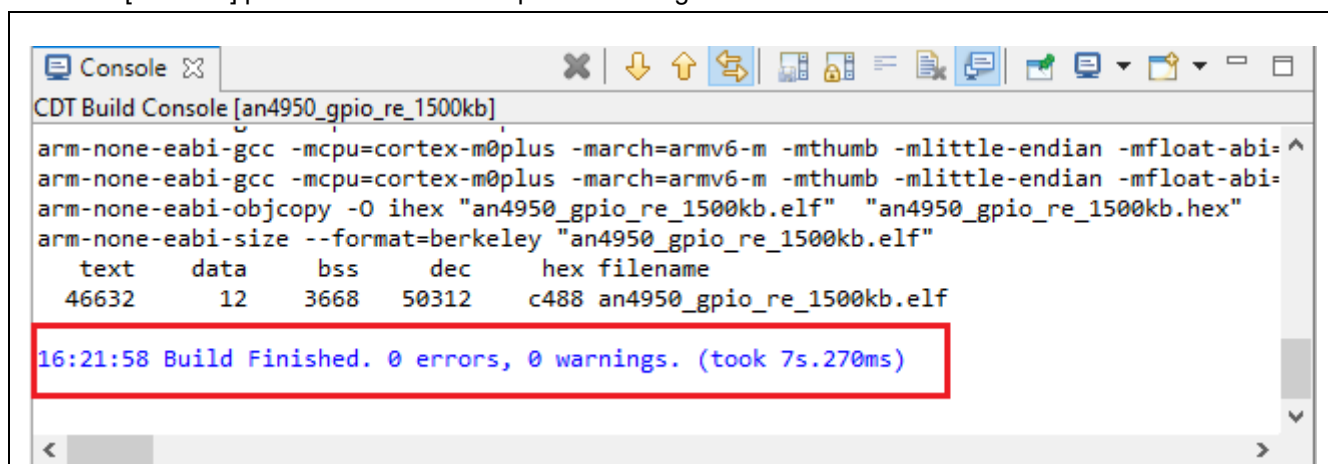 Console
CDT Build Console [an4950_gpio_re_1500kb]
arm-none-eabi-gcc -mcpu=cortex-m0plus -march=armv6-m -mthumb -mlittle-endian -mfloat-abi=
arm-none-eabi-gcc -mcpu=cortex-m0plus -march=armv6-m -mthumb -mlittle-endian -mfloat-abi=
arm-none-eabi-objcopy -O ihex "an4950_gpio_re_1500kb.elf" "an4950_gpio_re_1500kb.hex"
arm-none-eabi-size --format=berkeley "an4950_gpio_re_1500kb.elf"
text data bss dec hex filename
46632 12 3668 50312 c488 an4950_gpio_re_1500kb.elf
16:21:58 Build Finished. 0 errors, 0 warnings. (took 7s.270ms)